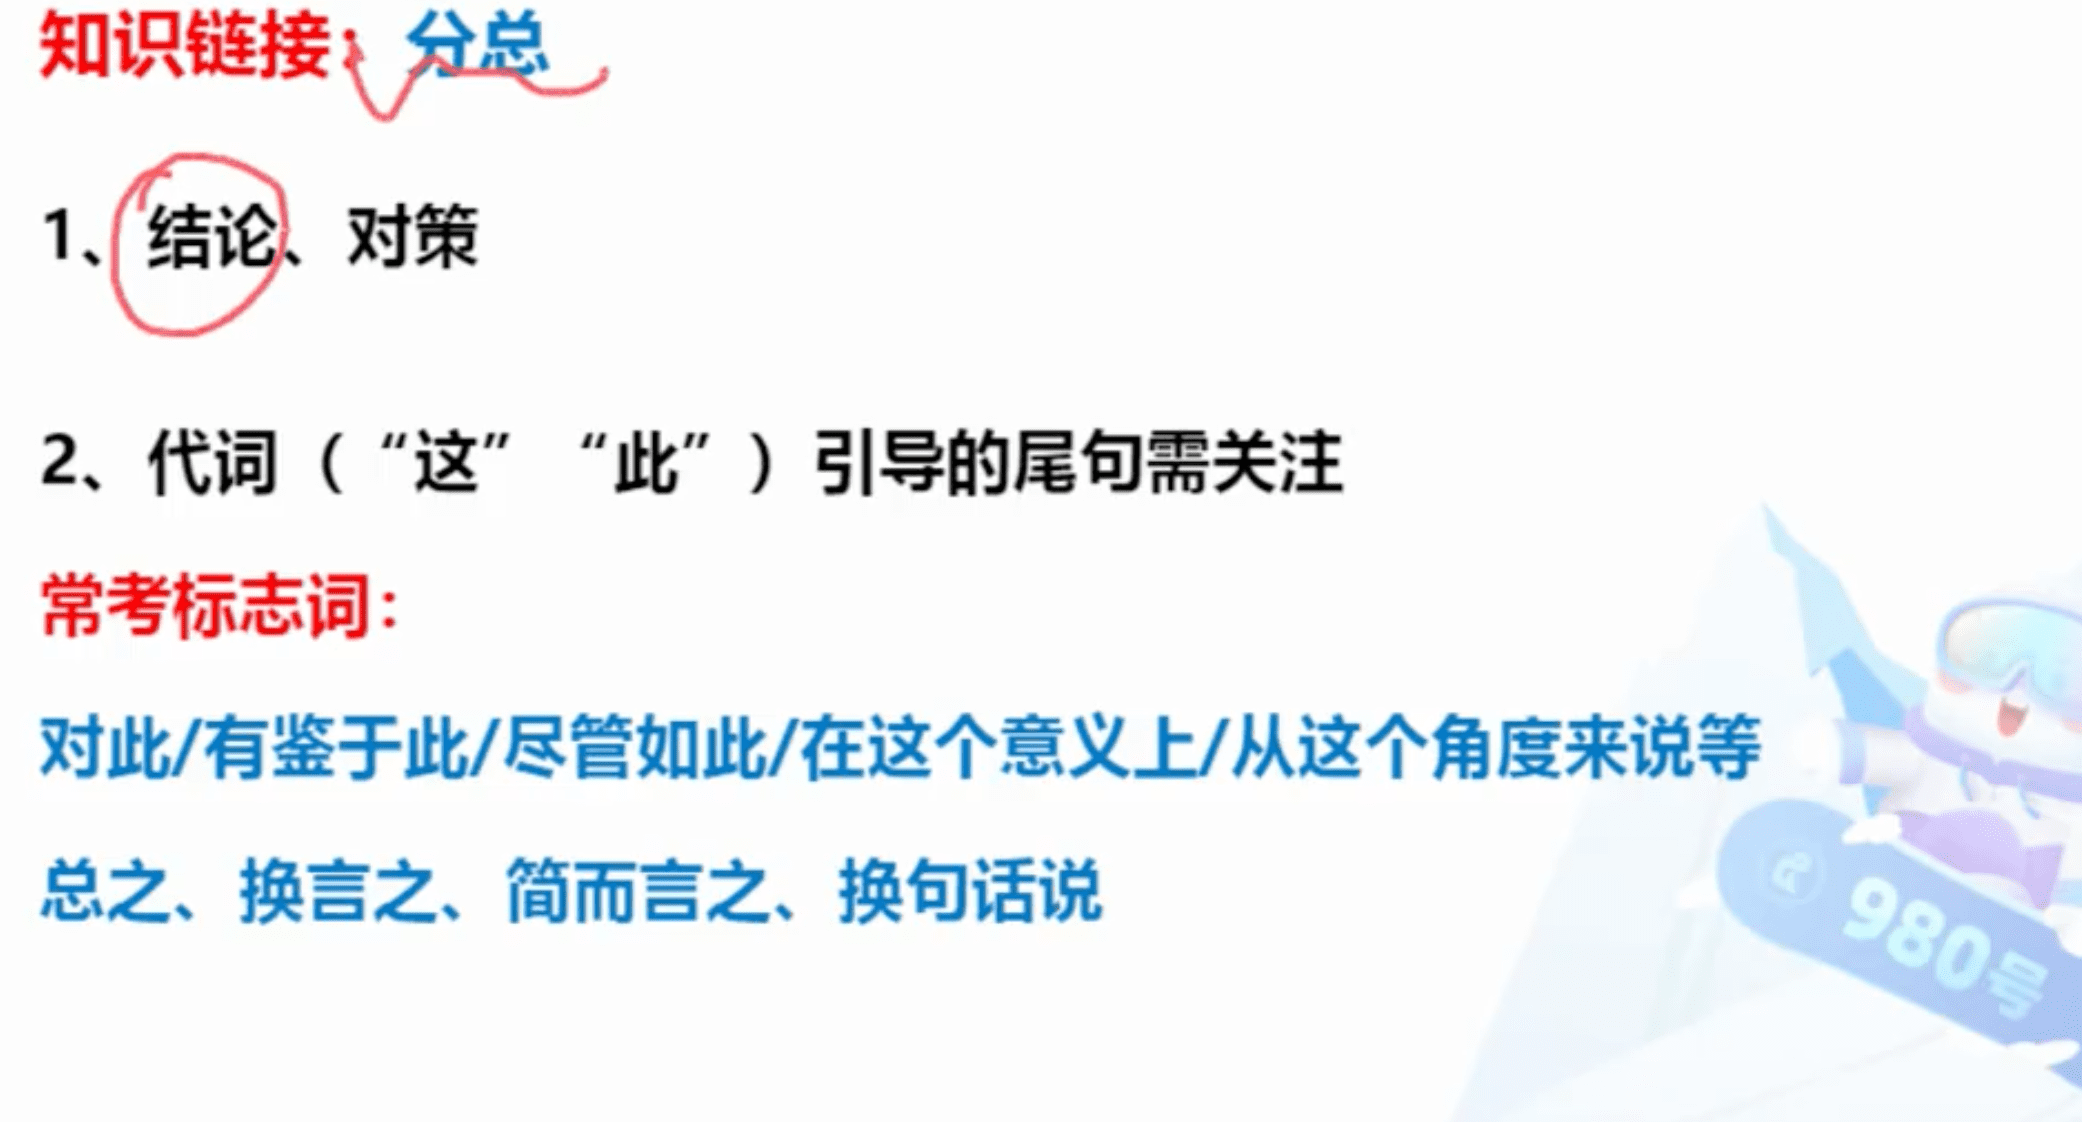 知识链接：分总
1、结论、对策
2、代词（“这”“此”）引导的尾句需关注
常考标志词：
对此/有鉴于此/尽管如此/在这个意义上/从这个角度来说等
总之、换言之、简而言之、换句话说
980号